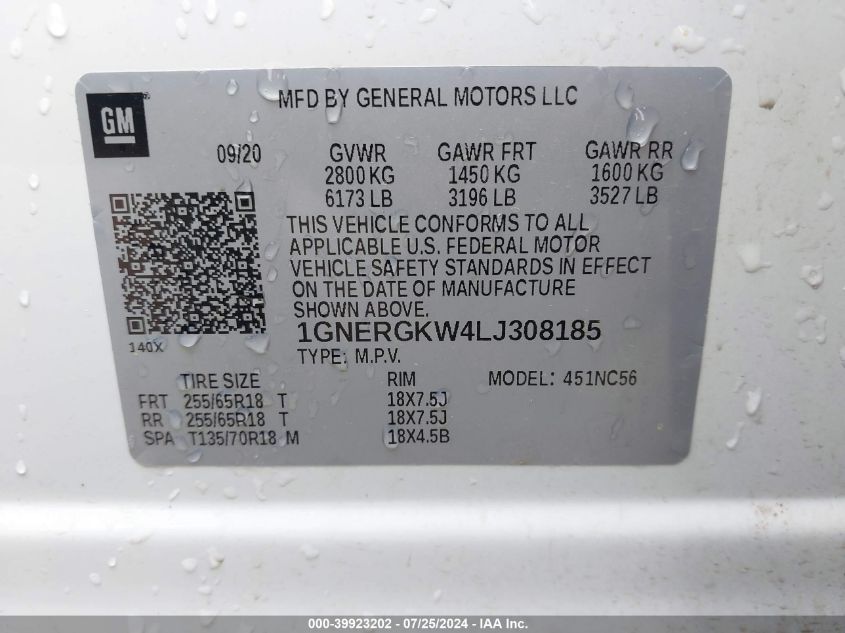 GM
MFD BY GENERAL MOTORS LLC
09/20 GVWR GAWR FRT GAWR RR
2800 KG 1450 KG 1600 KG
6173 LB 3196 LB 3527 LB
THIS VEHICLE CONFORMS TO ALL
APPLICABLE U.S. FEDERAL MOTOR
VEHICLE SAFETY STANDARDS IN EFFECT
ON THE DATE OF MANUFACTURE
SHOWN ABOVE.
1GNERGKW4LJ308185
140X
TYPE: M.P.V.
TIRE SIZE RIM MODEL: 451NC56
FRT 255/65R18 T 18X7.5J
RR 255/65R18 T 18X7.5J
SPA T135/70R18 M 18X4.5B
000-39923202 - 07/25/2024 - IAA Inc.